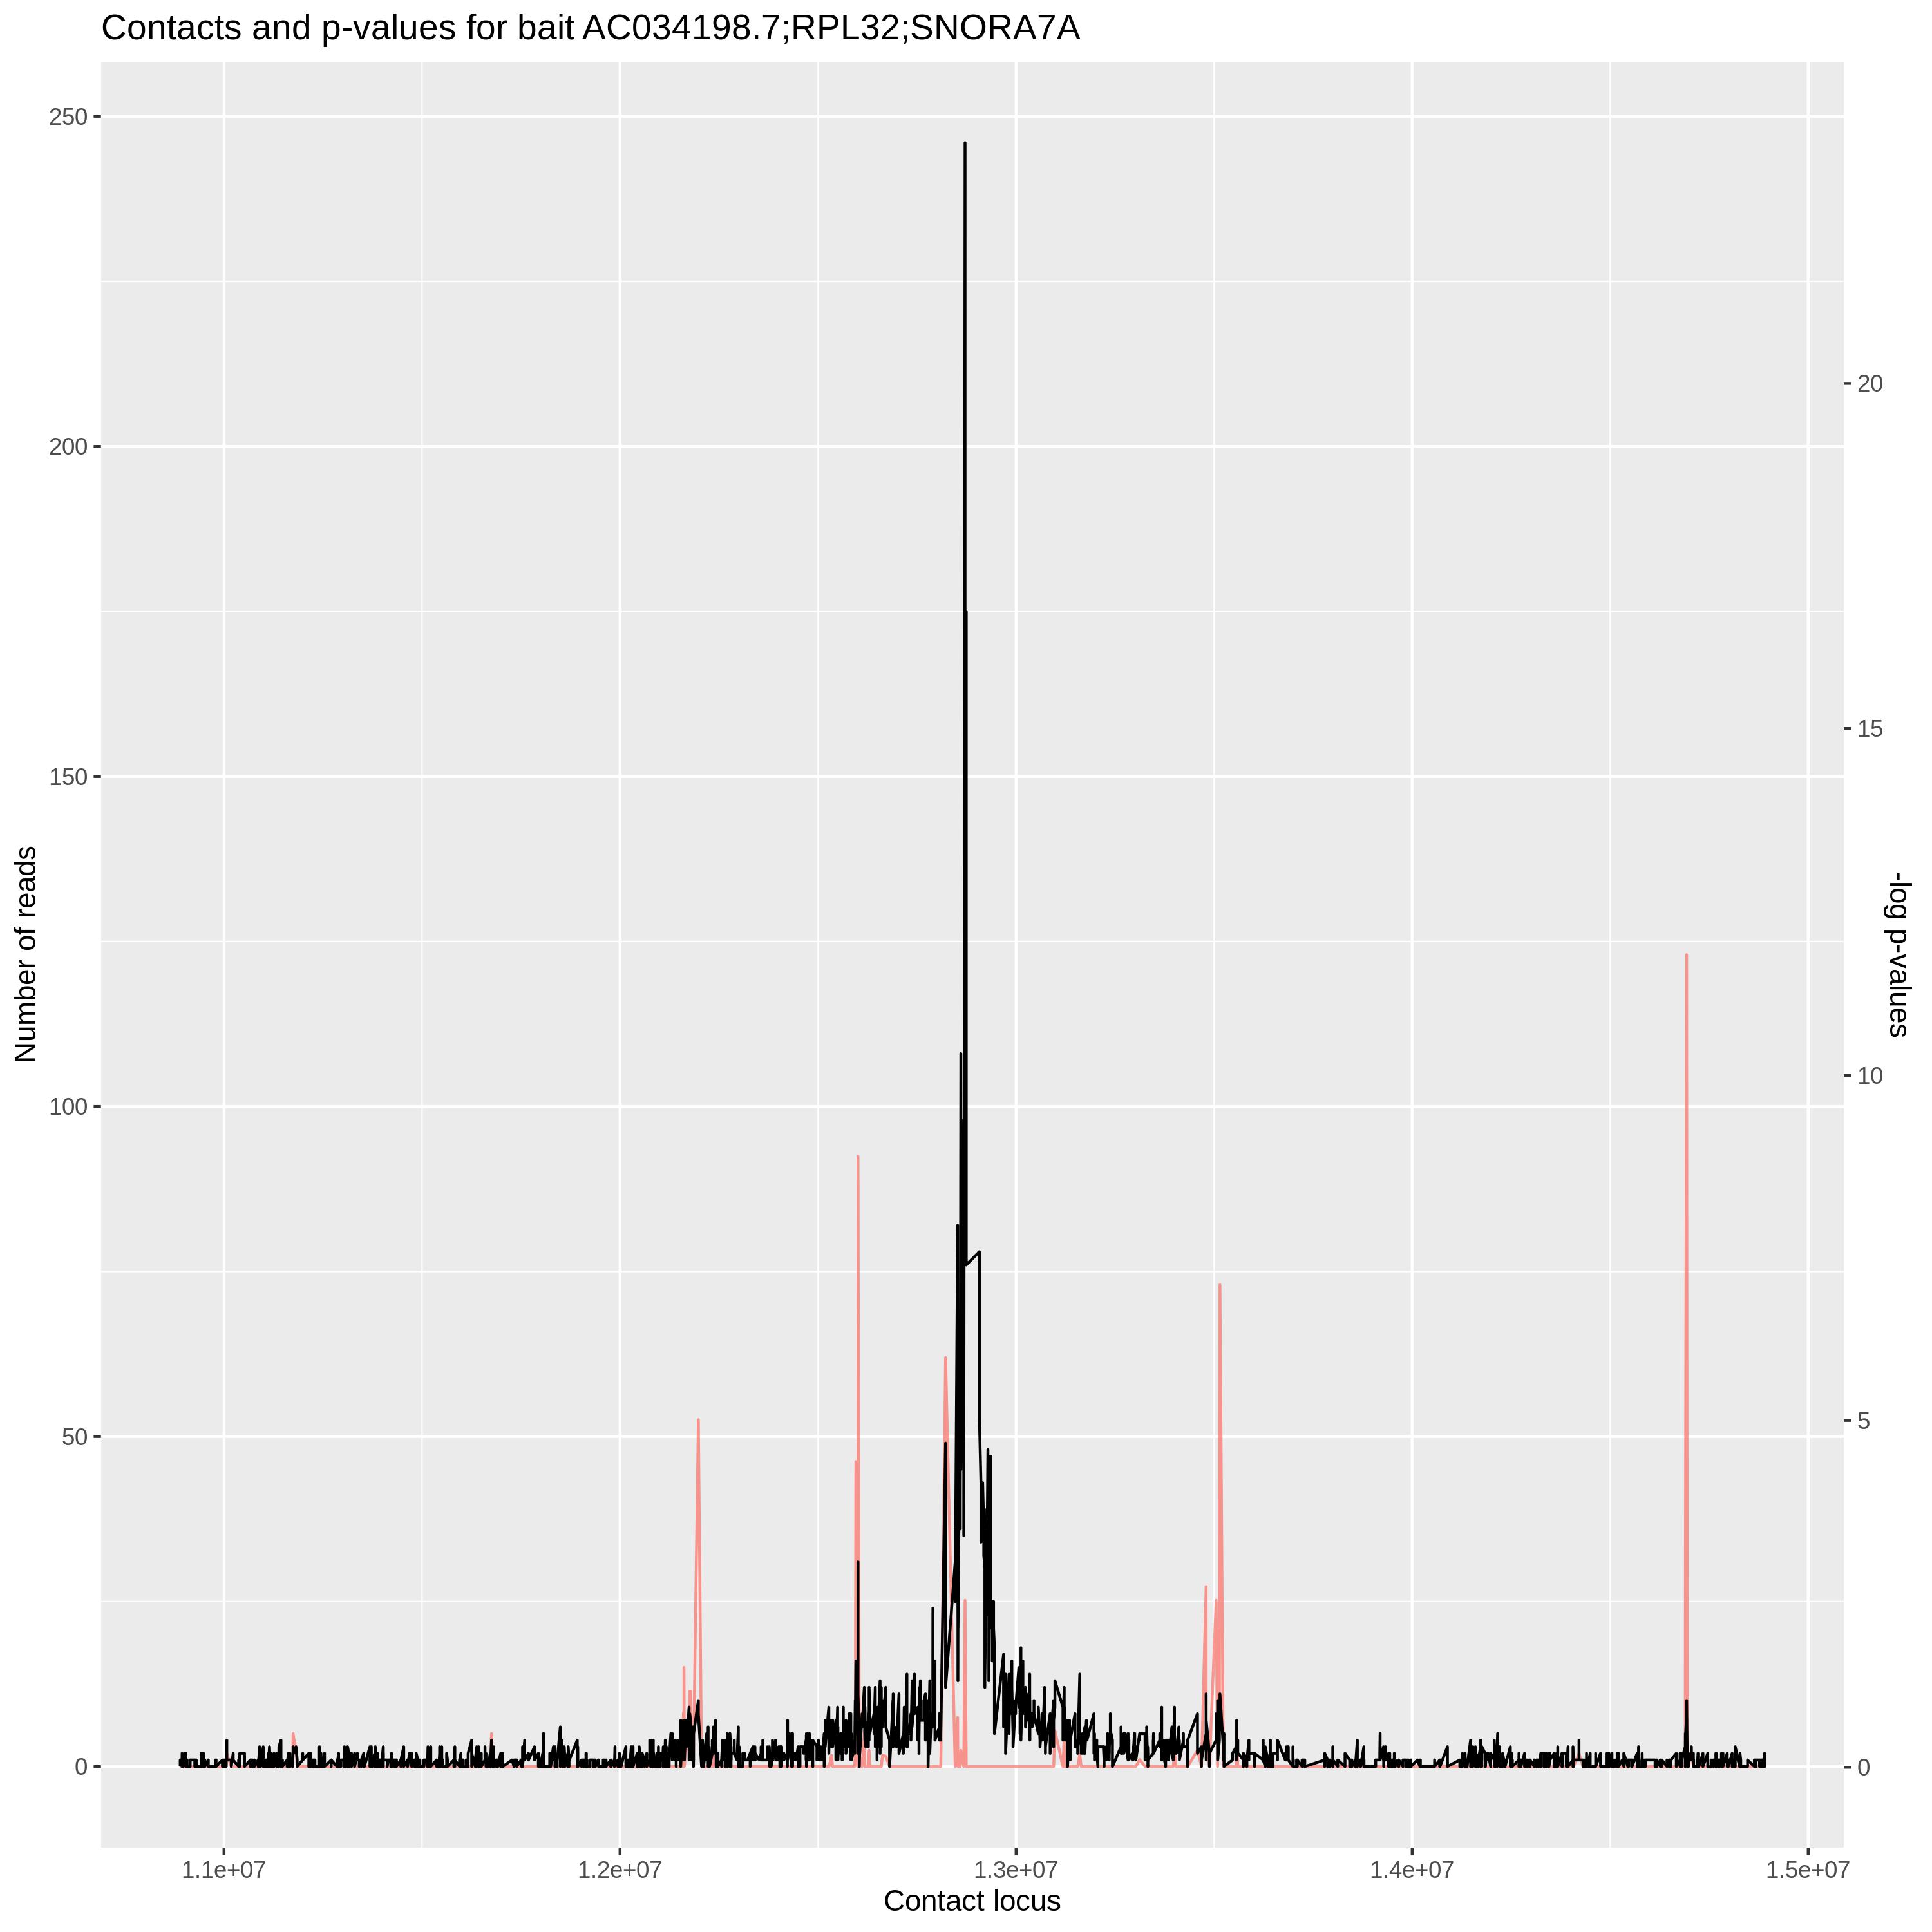 Contacts and p-values for bait AC034198.7;RPL32;SNORA7A
250
200
150
100
50
0
Number of reads
20
15
10
5
0
-log p-values
1.1e+07
1.2e+07
1.3e+07
1.4e+07
1.5e+07
Contact locus